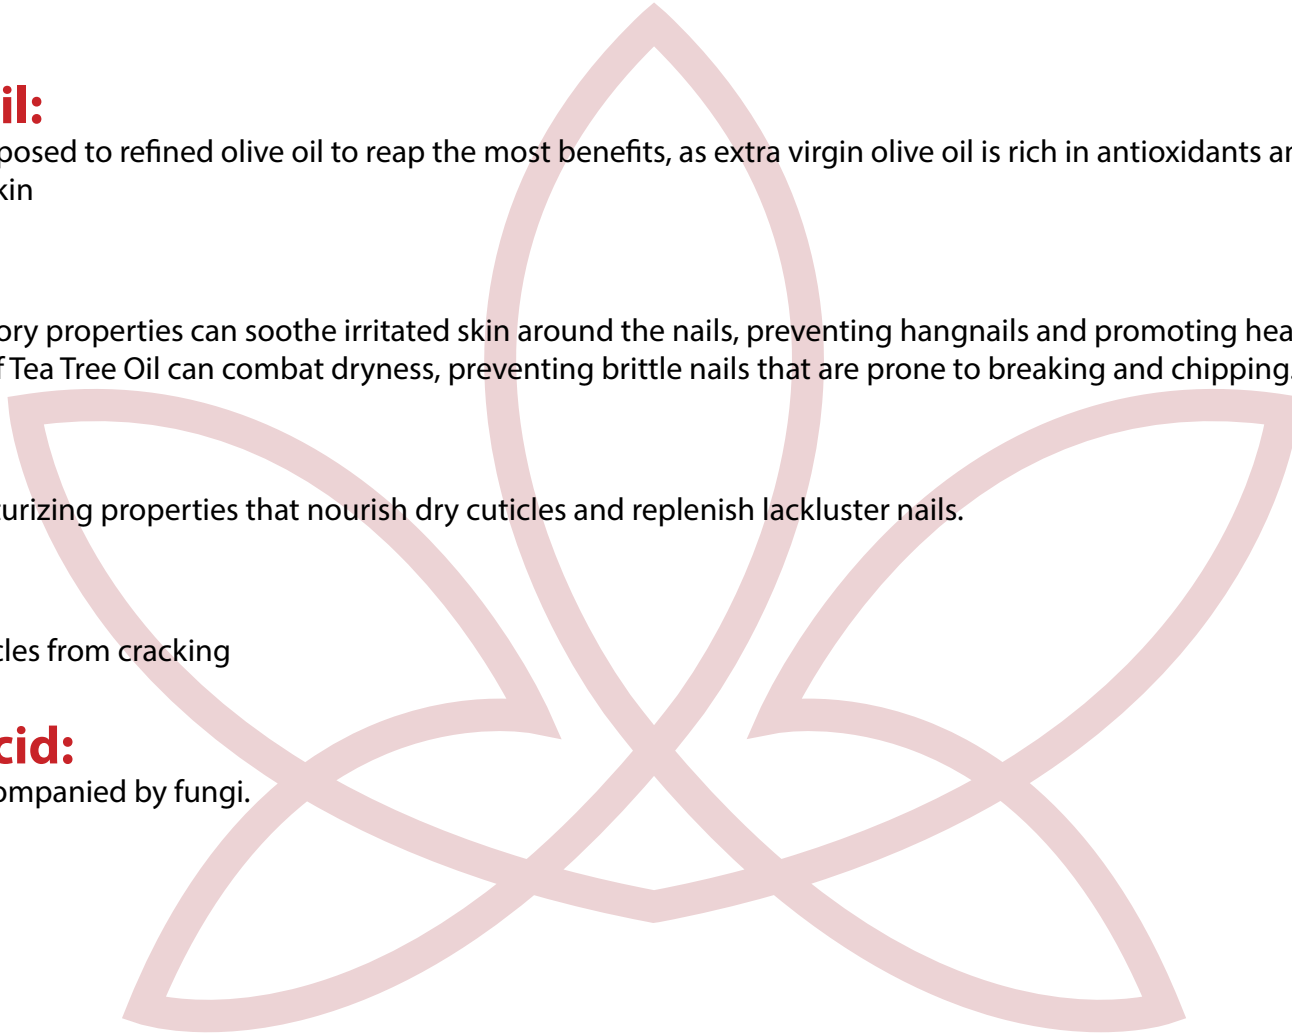 il:
posed to refined olive oil to reap the most benefits, as extra virgin olive oil is rich in antioxidants an
kin
ory properties can soothe irritated skin around the nails, preventing hangnails and promoting hea
f Tea Tree Oil can combat dryness, preventing brittle nails that are prone to breaking and chipping.
urizing properties that nourish dry cuticles and replenish lackluster nails.
cles from cracking
cid:
ompanied by fungi.